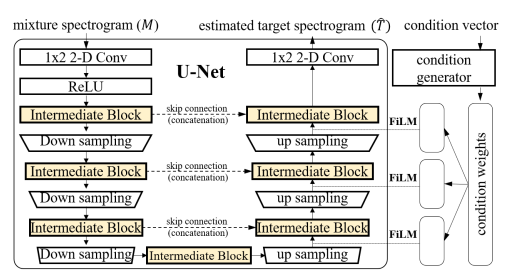 mixture spectrogram (M)
estimated target spectrogram (T̂)
condition vector
1x2 2-D Conv
ReLU
U-Net
1x2 2-D Conv
condition
generator
Intermediate Block
skip connection
(concatenation)
Intermediate Block
Down sampling
up sampling
FiLM
Intermediate Block
skip connection
(concatenation)
Intermediate Block
Down sampling
up sampling
FiLM
Intermediate Block
skip connection
(concatenation)
Intermediate Block
Down sampling
Intermediate Block
up sampling
FiLM
condition weights